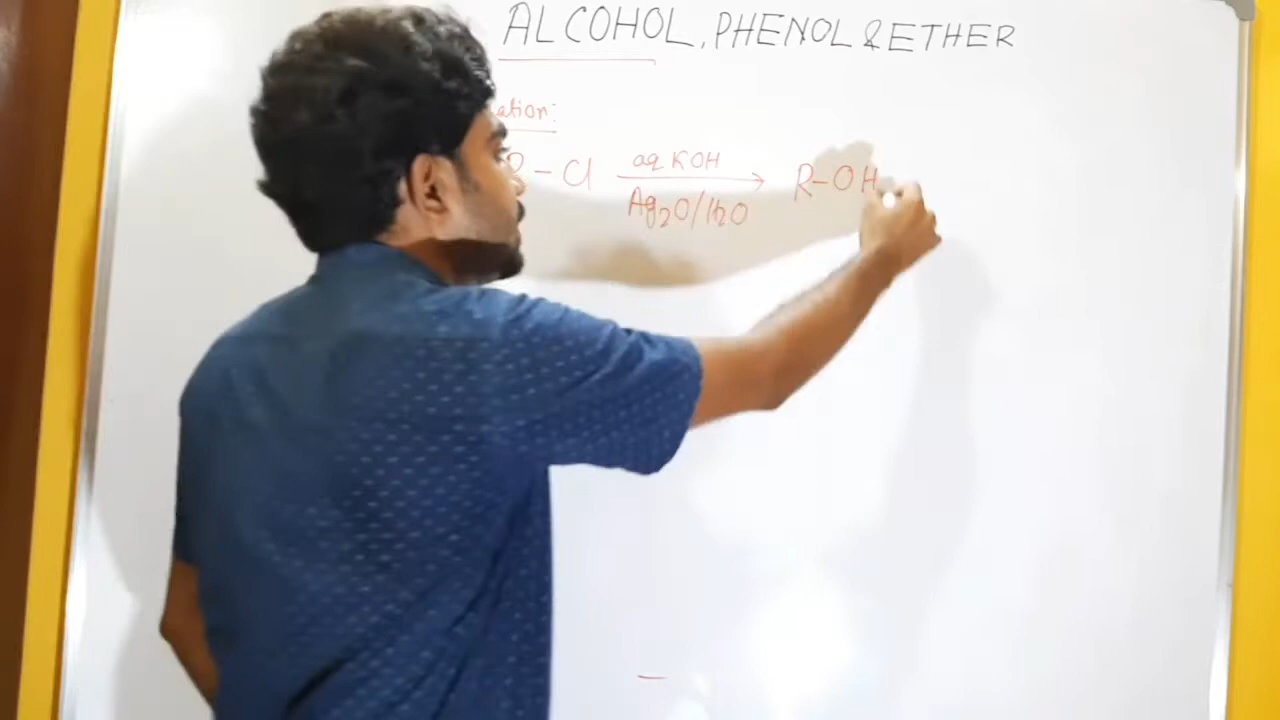 ALCOHOL, PHENOL & ETHER
ation:
R - Cl aq KOH R-OH
Ag2O/H2O